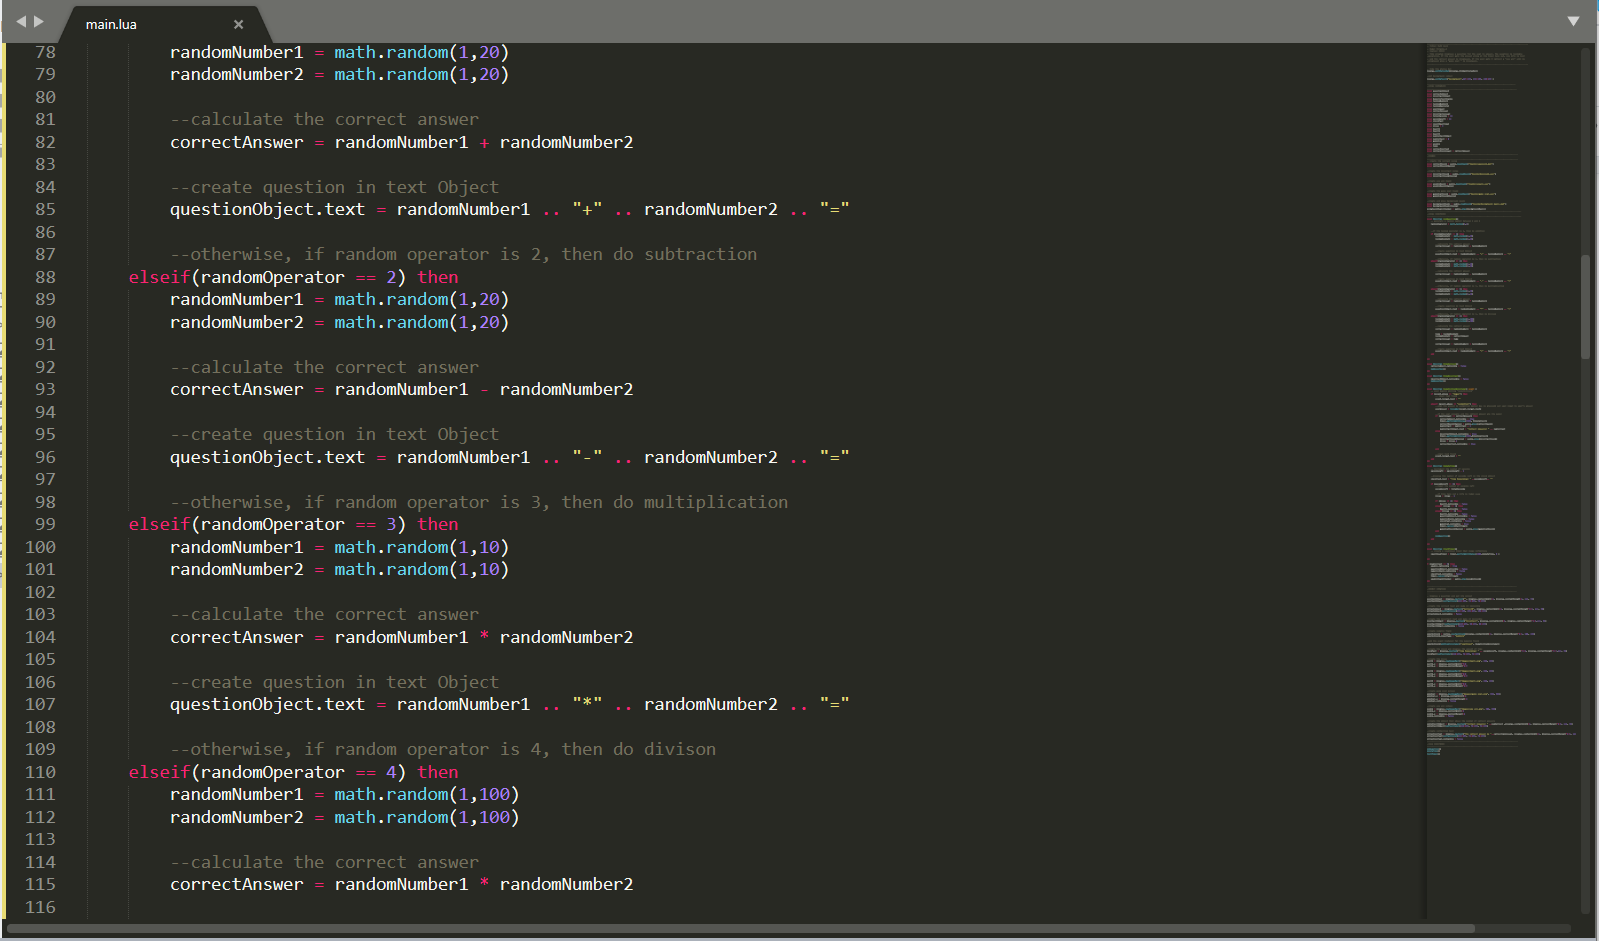 main.lua ×
78 randomNumber1 = math.random(1,20)
79 randomNumber2 = math.random(1,20)
80
81 --calculate the correct answer
82 correctAnswer = randomNumber1 + randomNumber2
83
84 --create question in text Object
85 questionObject.text = randomNumber1 .. "+" .. randomNumber2 .. "="
86
87 --otherwise, if random operator is 2, then do subtraction
88 elseif(randomOperator == 2) then
89 randomNumber1 = math.random(1,20)
90 randomNumber2 = math.random(1,20)
91
92 --calculate the correct answer
93 correctAnswer = randomNumber1 - randomNumber2
94
95 --create question in text Object
96 questionObject.text = randomNumber1 .. "-" .. randomNumber2 .. "="
97
98 --otherwise, if random operator is 3, then do multiplication
99 elseif(randomOperator == 3) then
100 randomNumber1 = math.random(1,10)
101 randomNumber2 = math.random(1,10)
102
103 --calculate the correct answer
104 correctAnswer = randomNumber1 * randomNumber2
105
106 --create question in text Object
107 questionObject.text = randomNumber1 .. "*" .. randomNumber2 .. "="
108
109 --otherwise, if random operator is 4, then do divison
110 elseif(randomOperator == 4) then
111 randomNumber1 = math.random(1,100)
112 randomNumber2 = math.random(1,100)
113
114 --calculate the correct answer
115 correctAnswer = randomNumber1 * randomNumber2
116